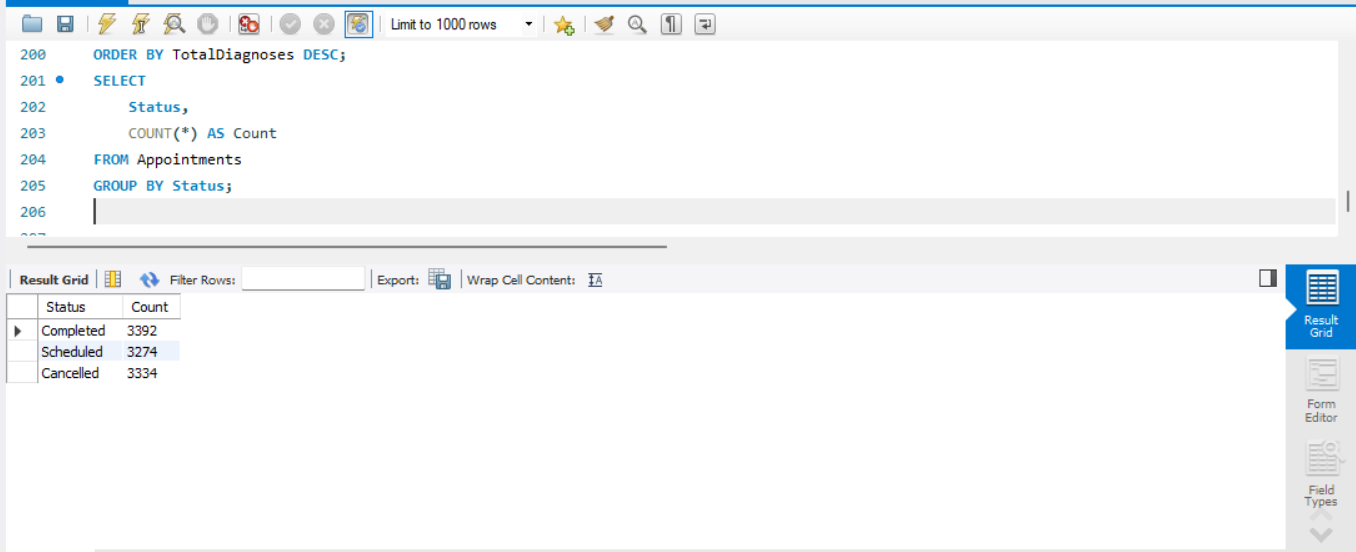 Limit to 1000 rows
200 ORDER BY TotalDiagnoses DESC;
201 SELECT
202 Status,
203 COUNT(*) AS Count
204 FROM Appointments
205 GROUP BY Status;
206
Result Grid Filter Rows: Export: Wrap Cell Content: IA
Status Count
Completed 3392
Scheduled 3274
Cancelled 3334
Result
Grid
Form
Editor
Field
Types